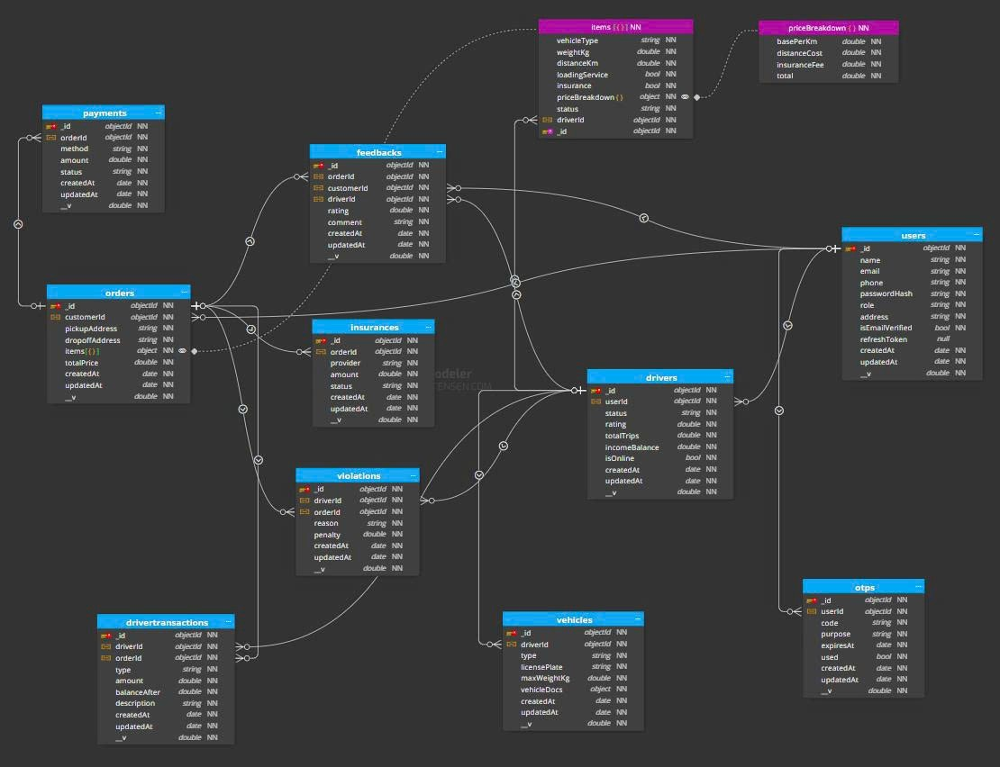 items [{}] NN
vehicleType string NN
weightKg double NN
distanceKm double NN
loadingService bool NN
insurance bool NN
priceBreakdown{} object NN
status string NN
driverId objectId NN
_id objectId NN
priceBreakdown {} NN
basePerKm double NN
distanceCost double NN
insuranceFee double NN
total double NN
payments
_id objectId NN
orderId objectId NN
method string NN
amount double NN
status string NN
createdAt date NN
updatedAt date NN
__v double NN
feedbacks
_id objectId NN
orderId objectId NN
customerId objectId NN
driverId objectId NN
rating double NN
comment string NN
createdAt date NN
updatedAt date NN
__v double NN
users
_id objectId NN
name string NN
email string NN
phone string NN
passwordHash string NN
role string NN
address string NN
isEmailVerified bool NN
refreshToken null
createdAt date NN
updatedAt date NN
__v double NN
orders
_id objectId NN
customerId objectId NN
pickupAddress string NN
dropoffAddress string NN
items[{}] object NN
totalPrice double NN
createdAt date NN
updatedAt date NN
__v double NN
insurances
_id objectId NN
orderId objectId NN
provider string NN
amount double NN
status string NN
createdAt date NN
updatedAt date NN
__v double NN
odeler
CENSEN.COM
drivers
_id objectId NN
userId objectId NN
status string NN
rating double NN
totalTrips double NN
incomeBalance double NN
isOnline bool NN
createdAt date NN
updatedAt date NN
__v double NN
violations
_id objectId NN
driverId objectId NN
orderId objectId NN
reason string NN
penalty double NN
createdAt date NN
updatedAt date NN
__v double NN
otps
_id objectId NN
userId objectId NN
code string NN
purpose string NN
expiresAt date NN
used bool NN
createdAt date NN
updatedAt date NN
__v double NN
drivertransactions
_id objectId NN
driverId objectId NN
orderId objectId NN
type string NN
amount double NN
balanceAfter double NN
description string NN
createdAt date NN
updatedAt date NN
__v double NN
vehicles
_id objectId NN
driverId objectId NN
type string NN
licensePlate string NN
maxWeightKg double NN
vehicleDocs object NN
createdAt date NN
updatedAt date NN
__v double NN